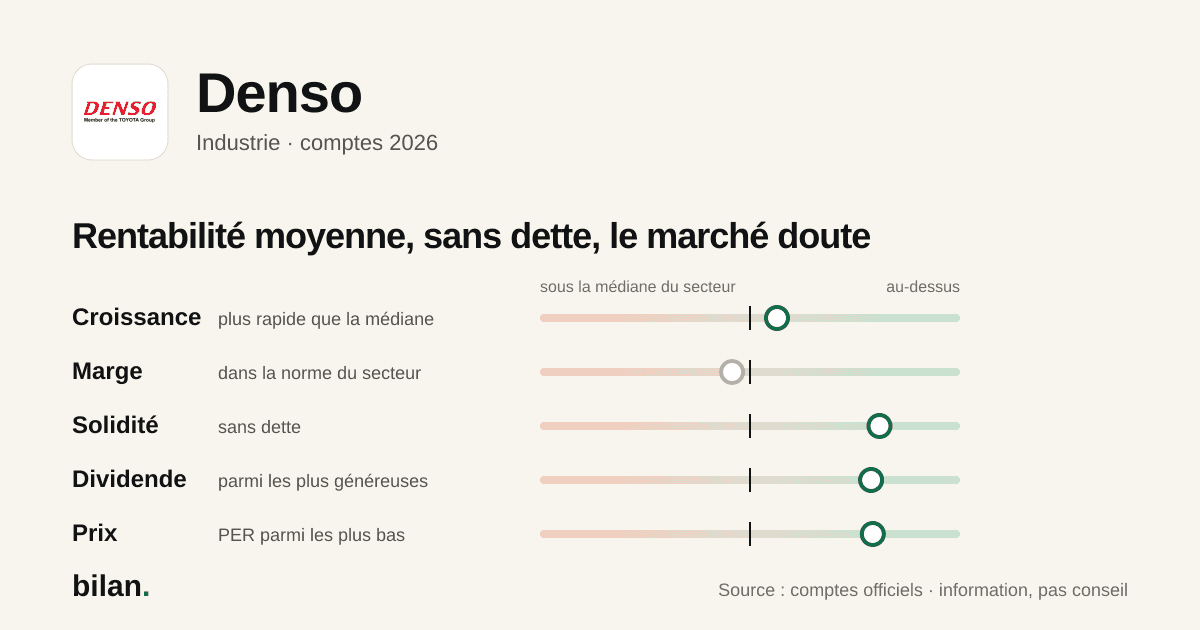 DENSO
Member of the TOYOTA Group
Denso
Industrie · comptes 2026
Rentabilité moyenne, sans dette, le marché doute
sous la médiane du secteur au-dessus
Croissance plus rapide que la médiane
Marge dans la norme du secteur
Solidité sans dette
Dividende parmi les plus généreuses
Prix PER parmi les plus bas
bilan.
Source : comptes officiels · information, pas conseil